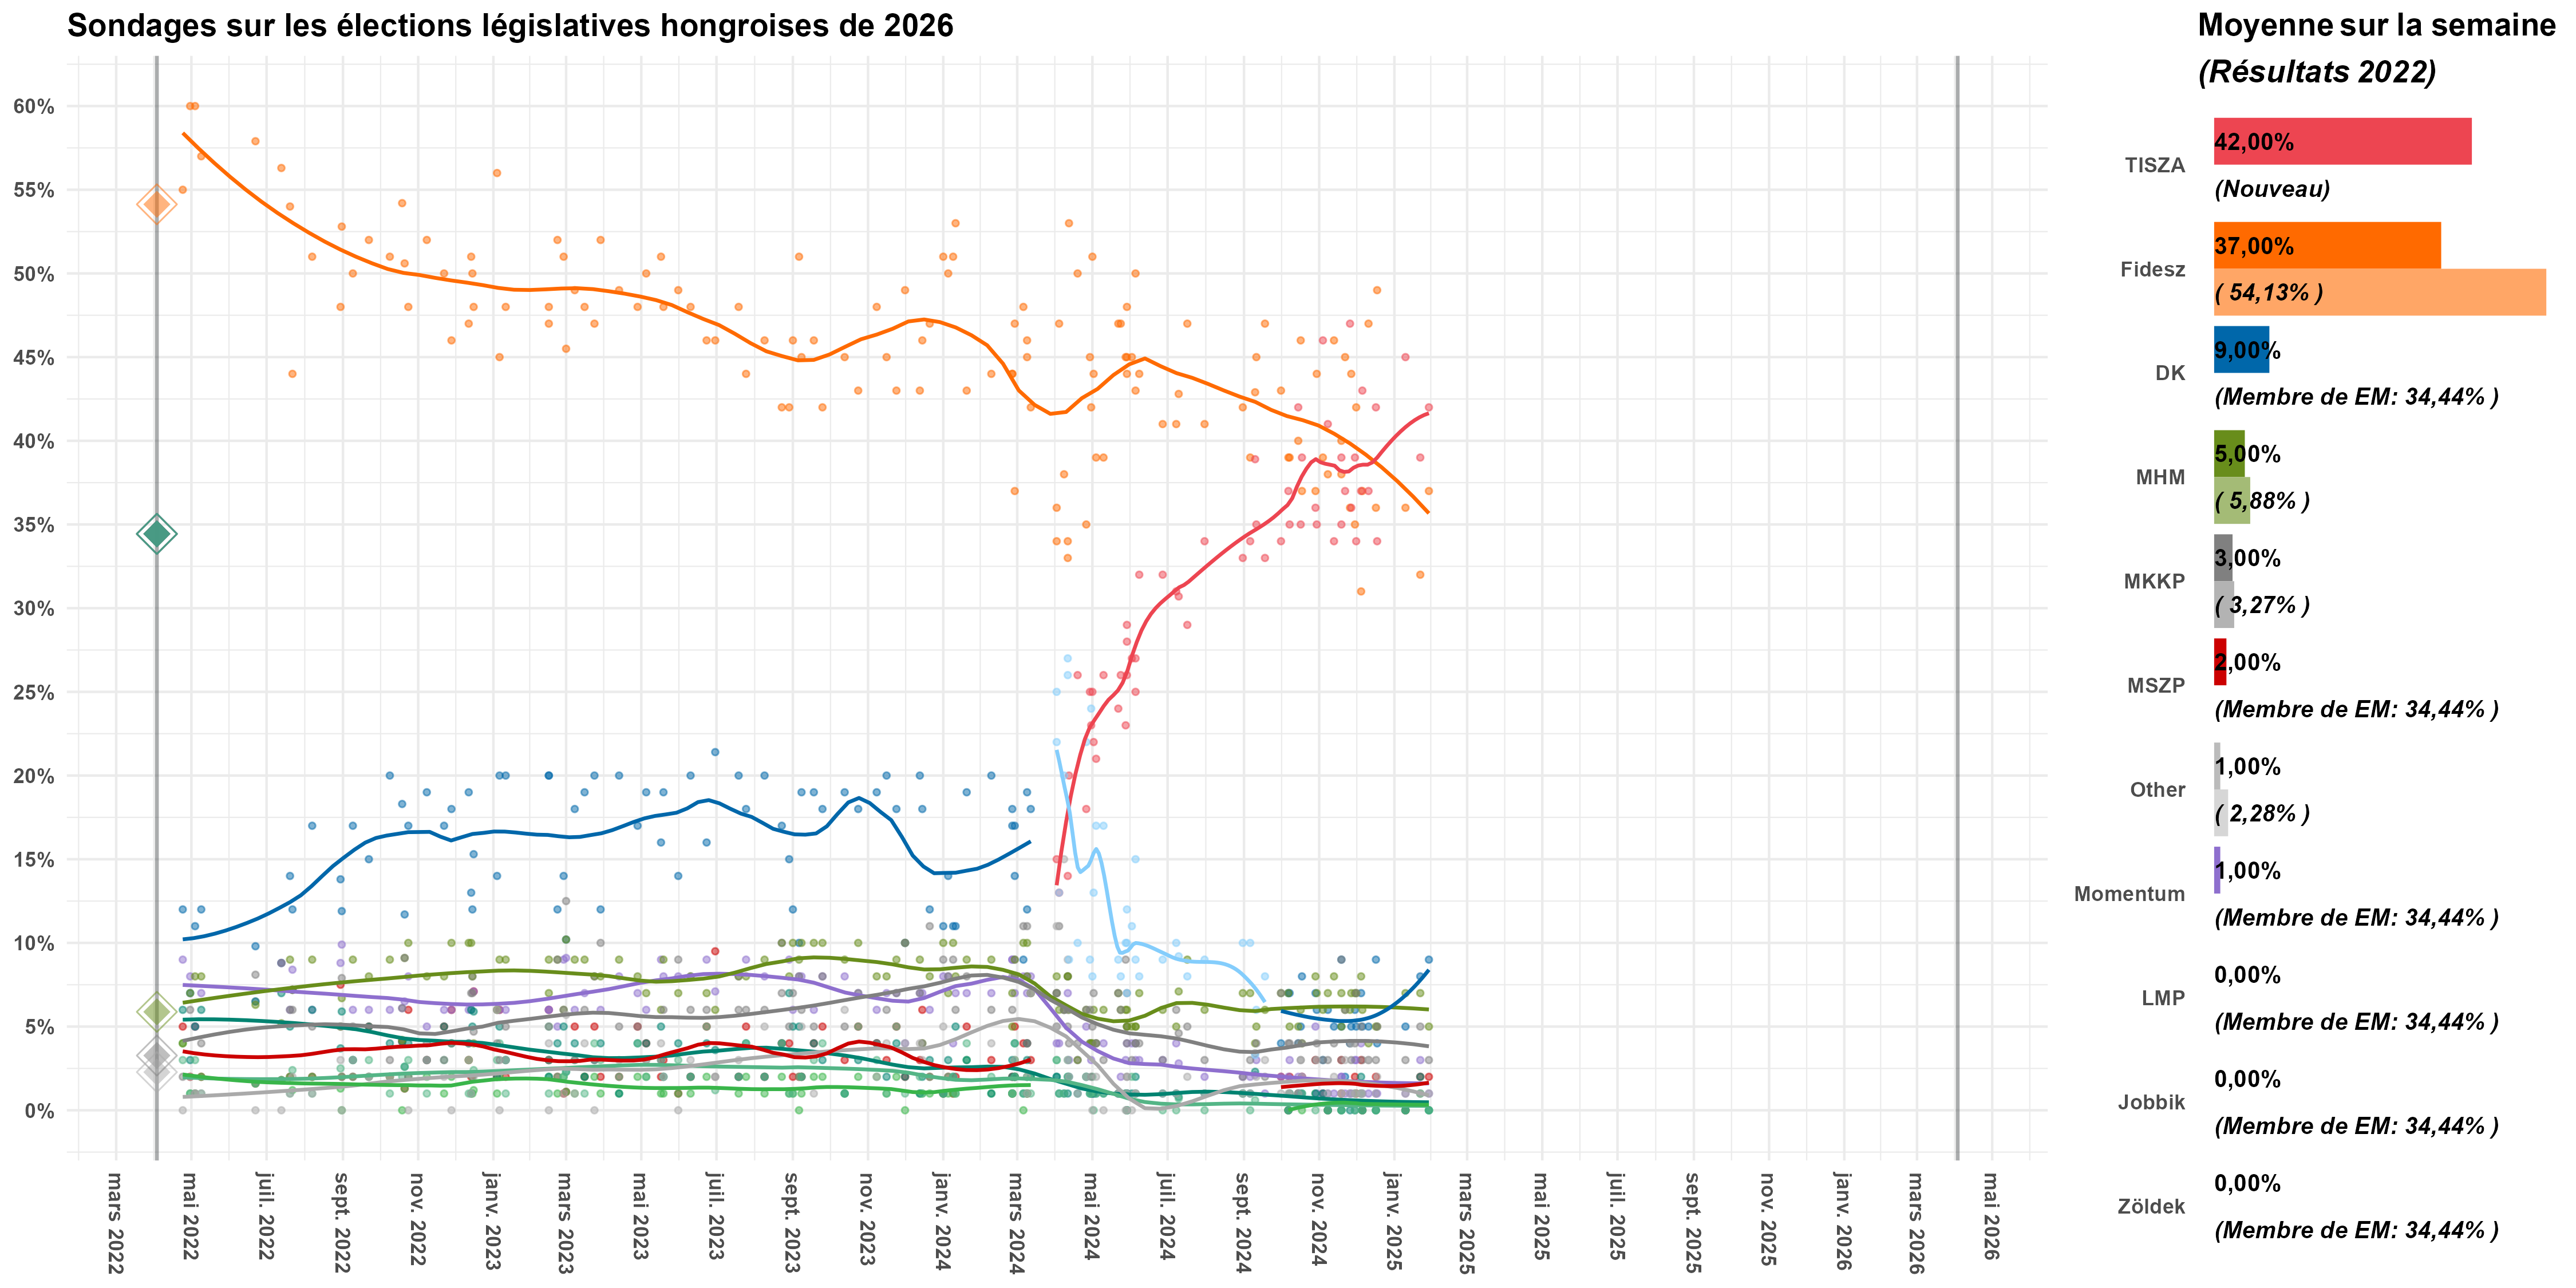 Sondages sur les élections législatives hongroises de 2026
60%
55%
50%
45%
40%
35%
30%
25%
20%
15%
10%
5%
0%
mars 2022
mai 2022
juil. 2022
sept. 2022
nov. 2022
janv. 2023
mars 2023
mai 2023
juil. 2023
sept. 2023
nov. 2023
janv. 2024
mars 2024
mai 2024
juil. 2024
sept. 2024
nov. 2024
janv. 2025
mars 2025
mai 2025
juil. 2025
sept. 2025
nov. 2025
janv. 2026
mars 2026
mai 2026
Moyenne sur la semaine
(Résultats 2022)
TISZA
42,00%
(Nouveau)
Fidesz
37,00%
( 54,13% )
DK
9,00%
(Membre de EM: 34,44% )
MHM
5,00%
( 5,88% )
MKKP
3,00%
( 3,27% )
MSZP
2,00%
(Membre de EM: 34,44% )
Other
1,00%
( 2,28% )
Momentum
1,00%
(Membre de EM: 34,44% )
LMP
0,00%
(Membre de EM: 34,44% )
Jobbik
0,00%
(Membre de EM: 34,44% )
Zöldek
0,00%
(Membre de EM: 34,44% )